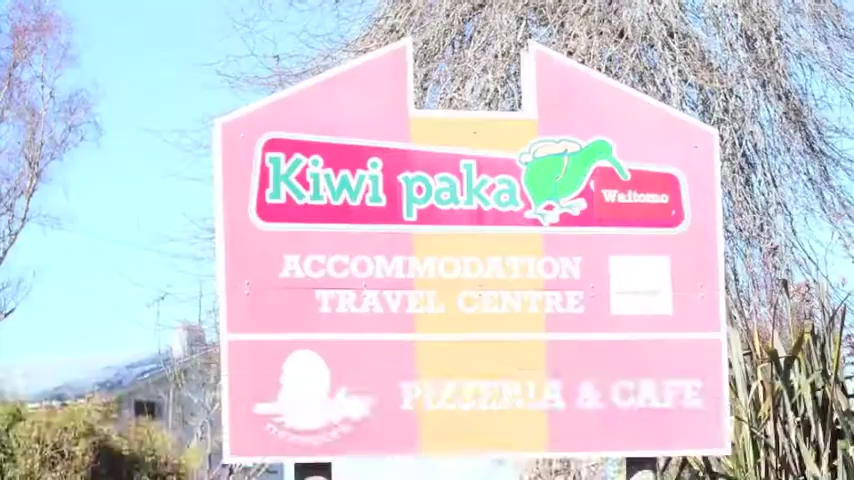 Kiwi paka
Waitomo
ACCOMMODATION
TRAVEL CENTRE
PIZZERIA & CAFE